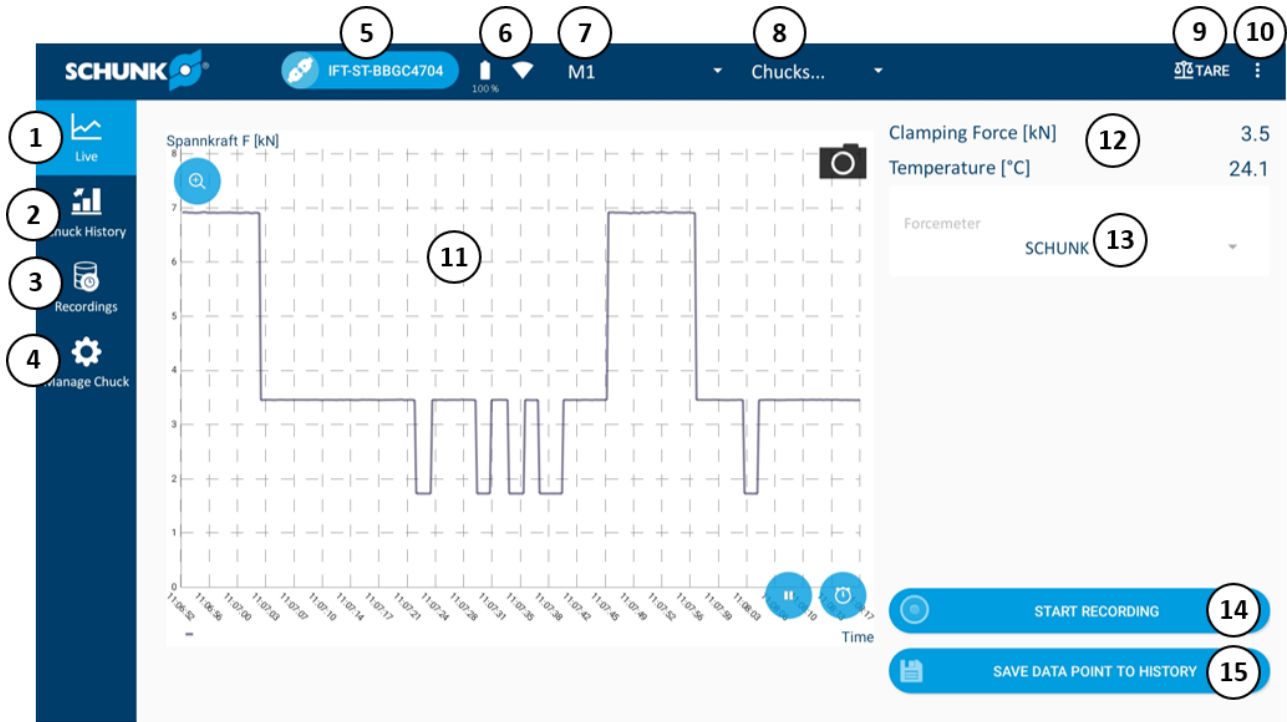 5
6
7
8
9
10
SCHUNK
IFT-ST-BBGC4704
100 %
M1
Chucks...
TARE
1
Live
2
Chuck History
3
Recordings
4
Manage Chuck
Spannkraft F [kN]
8
7
6
5
4
3
2
1
0
11
11:06:52 11:06:56 11:07:00 11:07:03 11:07:07 11:07:10 11:07:14 11:07:17 11:07:21 11:07:24 11:07:28 11:07:31 11:07:35 11:07:38 11:07:42 11:07:45 11:07:49 11:07:52 11:07:56 11:07:59 11:08:03
Time
Clamping Force [kN] 12 3.5
Temperature [°C] 24.1
Forcemeter
SCHUNK 13
START RECORDING 14
SAVE DATA POINT TO HISTORY 15